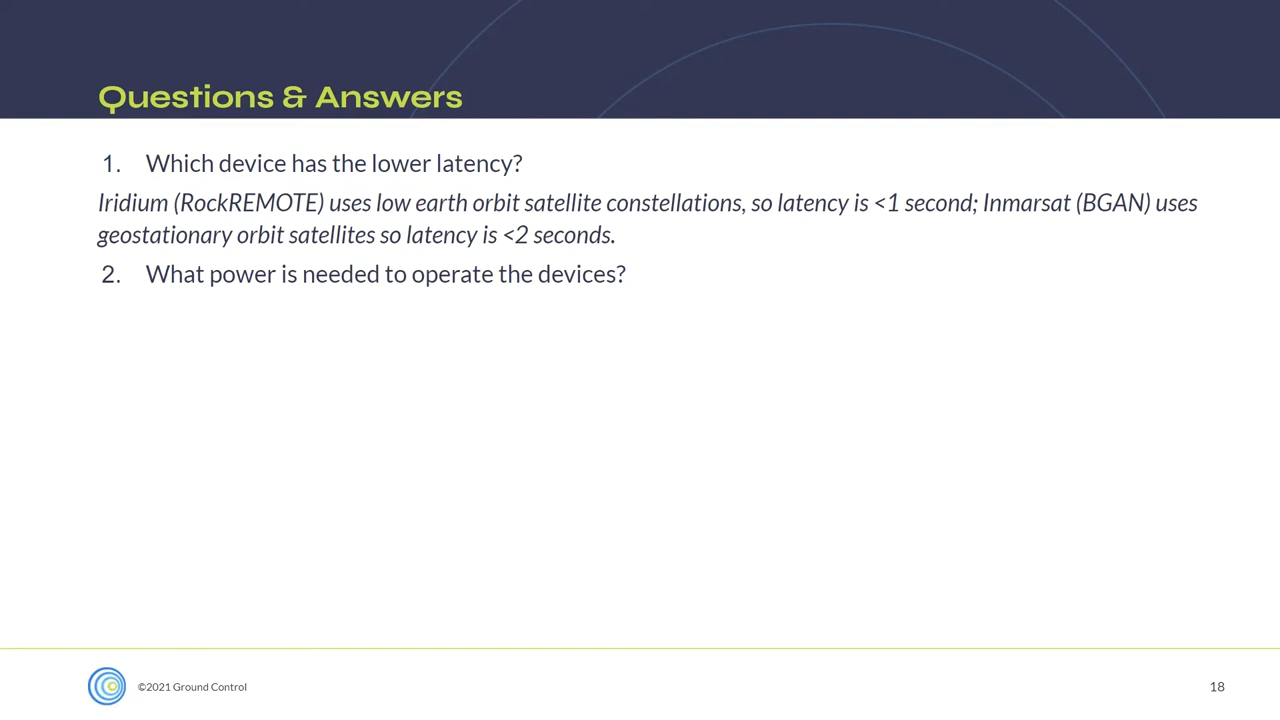 Questions & Answers
1. Which device has the lower latency?
Iridium (RockREMOTE) uses low earth orbit satellite constellations, so latency is <1 second; Inmarsat (BGAN) uses
geostationary orbit satellites so latency is <2 seconds.
2. What power is needed to operate the devices?
©2021 Ground Control
18